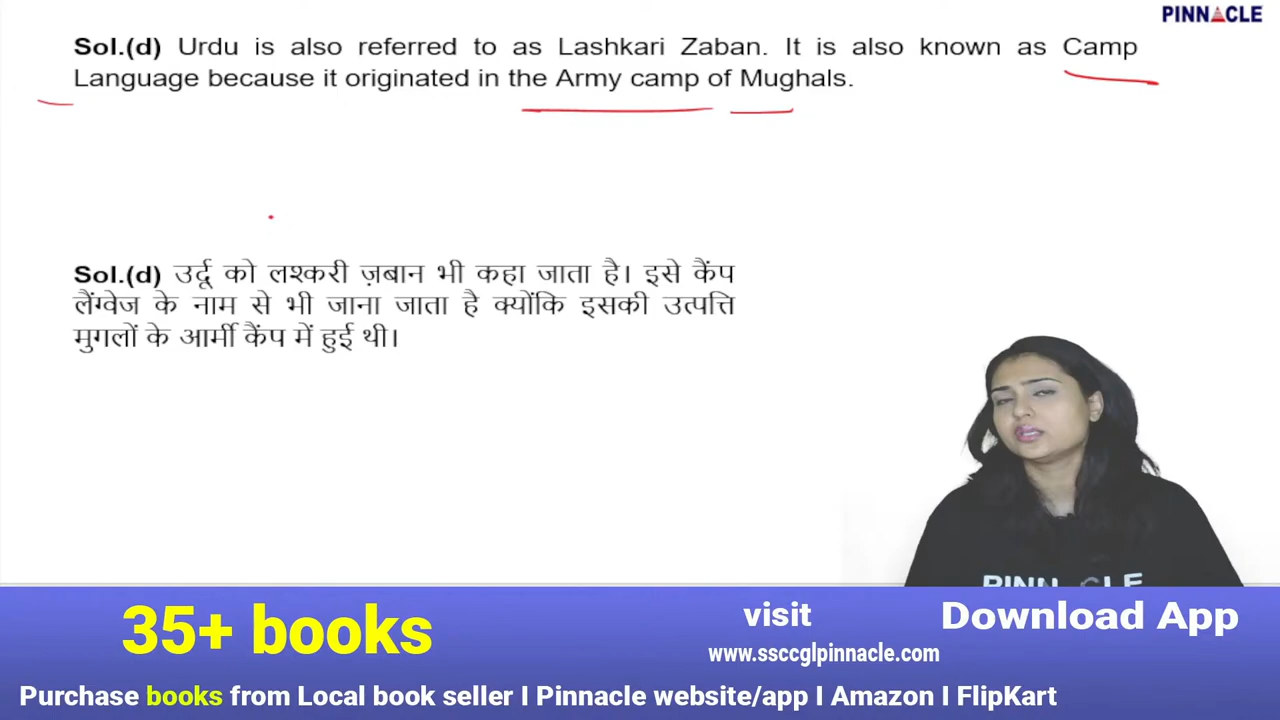 PINNACLE
Sol.(d) Urdu is also referred to as Lashkari Zaban. It is also known as Camp
Language because it originated in the Army camp of Mughals.
Sol.(d) उर्दू को लश्करी ज़बान भी कहा जाता है। इसे कैंप
लैंग्वेज के नाम से भी जाना जाता है क्योंकि इसकी उत्पत्ति
मुगलों के आर्मी कैंप में हुई थी।
PINNACLE
35+ books
visit
www.ssccglpinnacle.com
Download App
Purchase books from Local book seller I Pinnacle website/app I Amazon I FlipKart